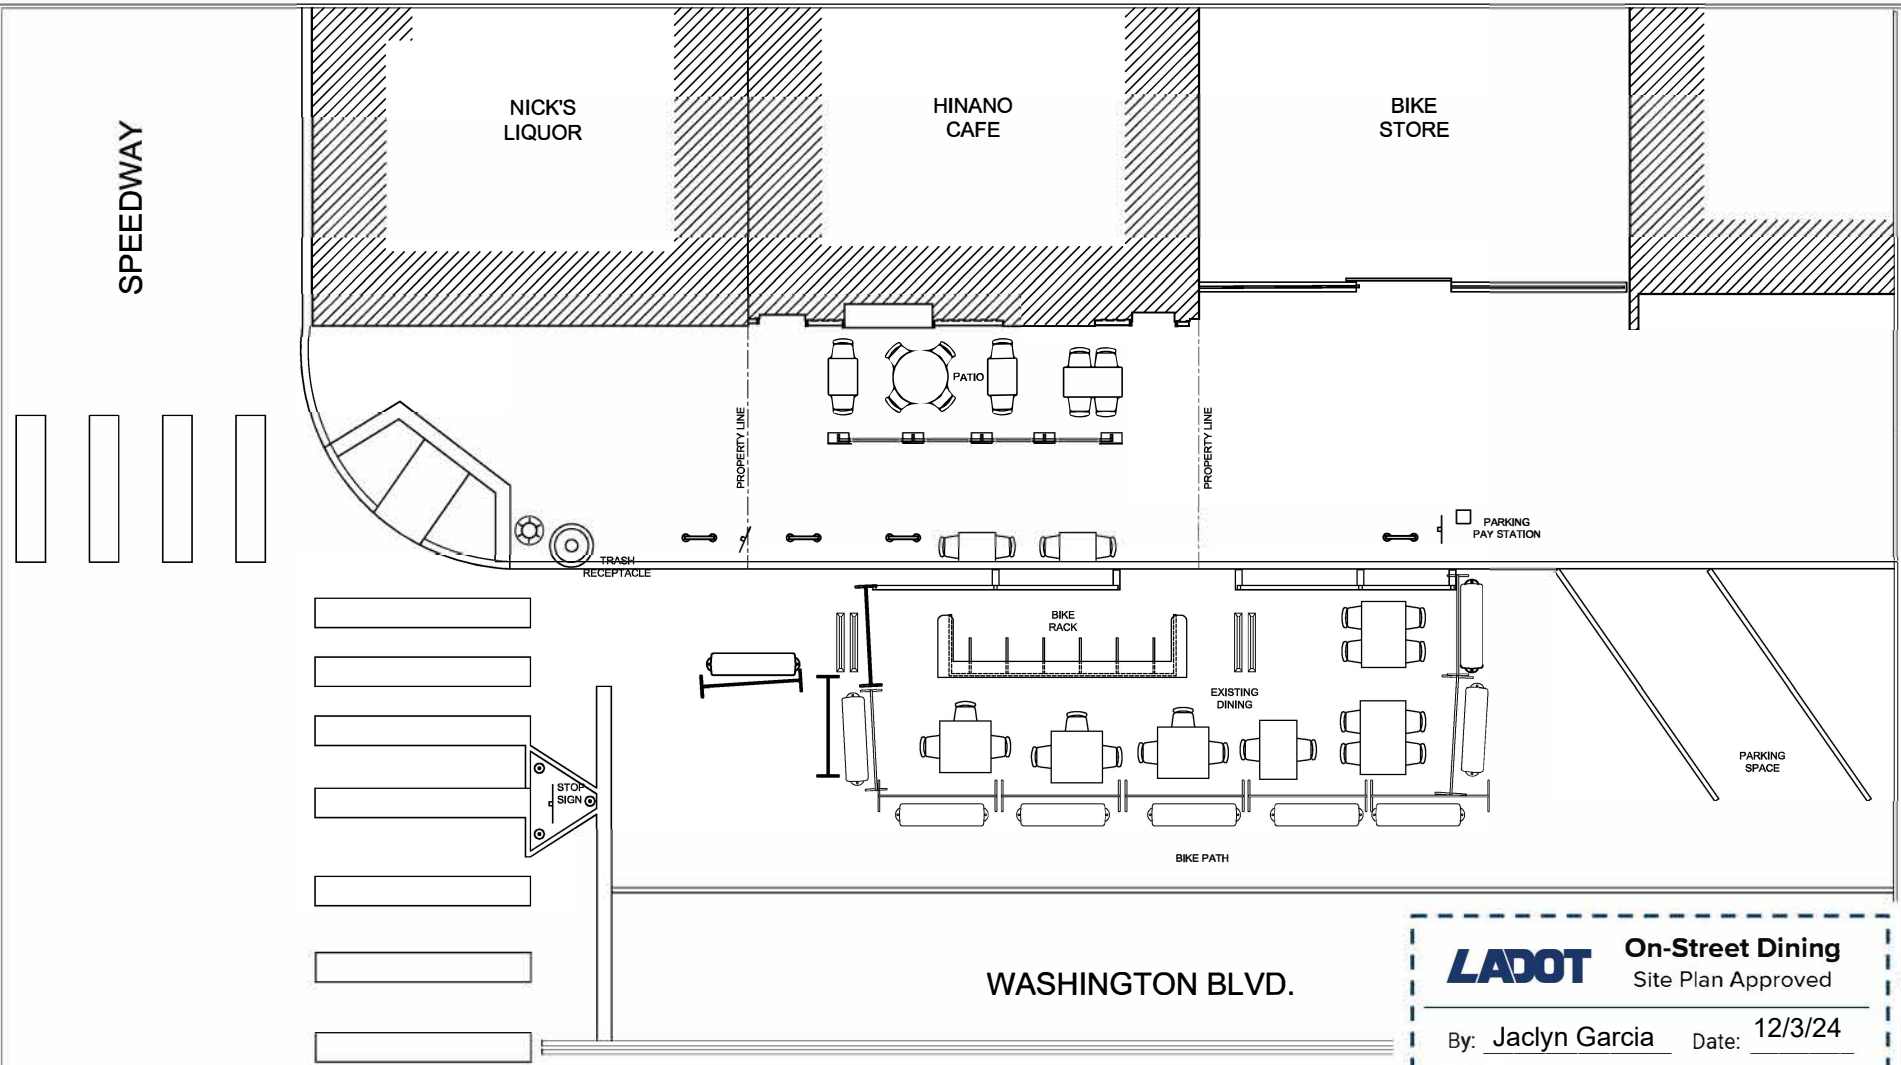 SPEEDWAY
NICK'S
LIQUOR
HINANO
CAFE
BIKE
STORE
PATIO
PROPERTY LINE
PROPERTY LINE
TRASH
RECEPTACLE
PARKING
PAY STATION
BIKE
RACK
EXISTING
DINING
STOP
SIGN
PARKING
SPACE
BIKE PATH
WASHINGTON BLVD.
LADOT
On-Street Dining
Site Plan Approved
By: Jaclyn Garcia Date: 12/3/24